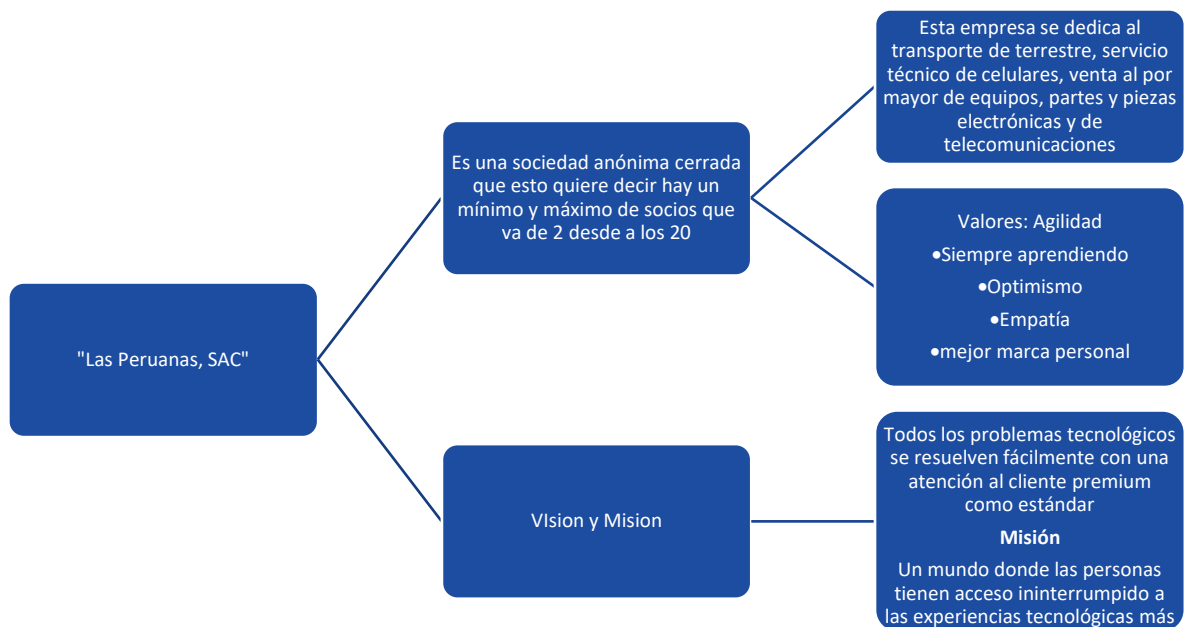 "Las Peruanas, SAC"
Es una sociedad anónima cerrada
que esto quiere decir hay un
mínimo y máximo de socios que
va de 2 desde a los 20
Esta empresa se dedica al
transporte de terrestre, servicio
técnico de celulares, venta al por
mayor de equipos, partes y piezas
electrónicas y de
telecomunicaciones
Valores: Agilidad
•Siempre aprendiendo
•Optimismo
•Empatía
•mejor marca personal
VIsion y Mision
Todos los problemas tecnológicos
se resuelven fácilmente con una
atención al cliente premium
como estándar
Misión
Un mundo donde las personas
tienen acceso ininterrumpido a
las experiencias tecnológicas más